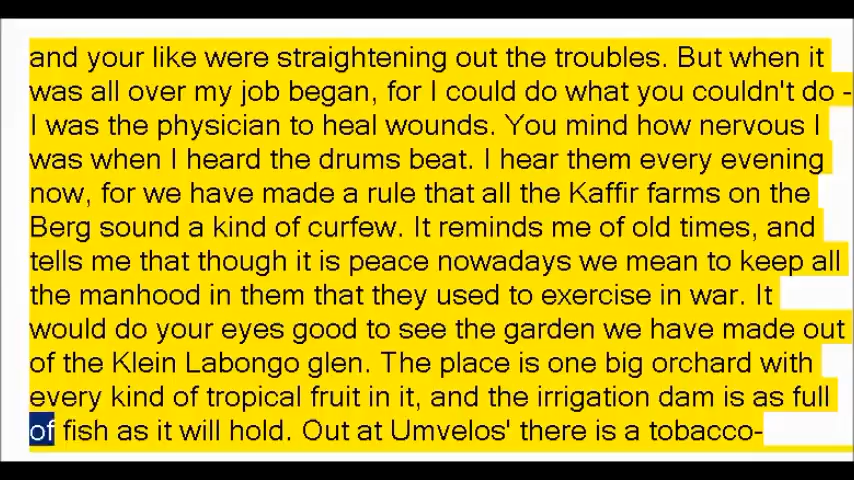 and your like were straightening out the troubles. But when it
was all over my job began, for I could do what you couldn't do -
I was the physician to heal wounds. You mind how nervous I
was when I heard the drums beat. I hear them every evening
now, for we have made a rule that all the Kaffir farms on the
Berg sound a kind of curfew. It reminds me of old times, and
tells me that though it is peace nowadays we mean to keep all
the manhood in them that they used to exercise in war. It
would do your eyes good to see the garden we have made out
of the Klein Labongo glen. The place is one big orchard with
every kind of tropical fruit in it, and the irrigation dam is as full
of fish as it will hold. Out at Umvelos' there is a tobacco-